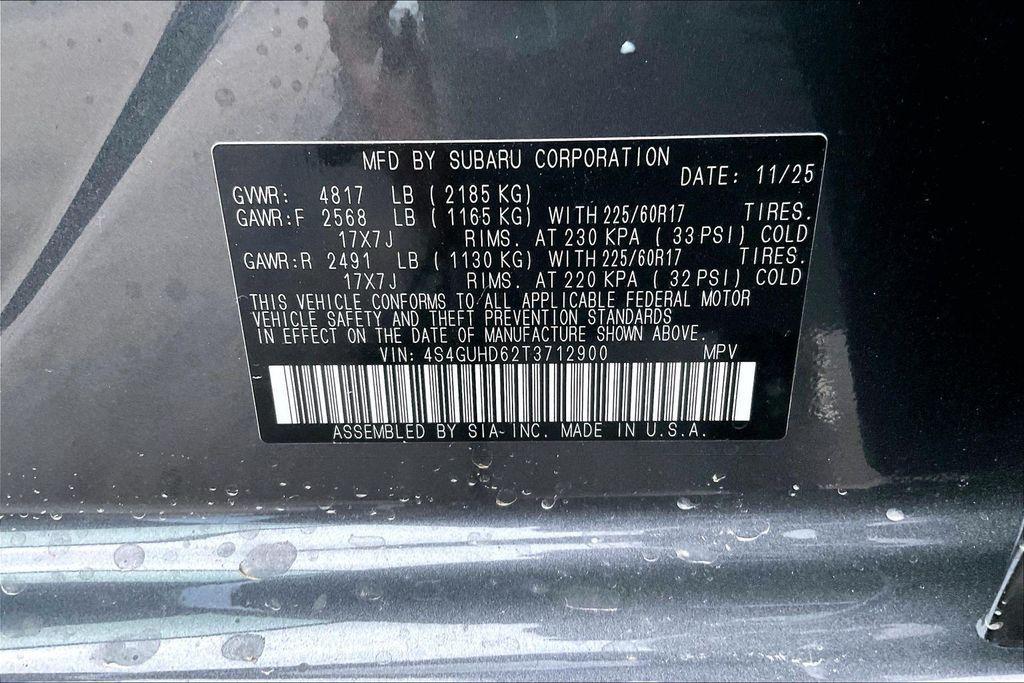 MFD BY SUBARU CORPORATION
DATE: 11/25
GVWR: 4817 LB (2185 KG)
GAWR:F 2568 LB (1165 KG) WITH 225/60R17 TIRES.
17X7J RIMS. AT 230 KPA (33 PSI) COLD
GAWR:R 2491 LB (1130 KG) WITH 225/60R17 TIRES.
17X7J RIMS. AT 220 KPA (32 PSI) COLD
THIS VEHICLE CONFORMS TO ALL APPLICABLE FEDERAL MOTOR
VEHICLE SAFETY AND THEFT PREVENTION STANDARDS
IN EFFECT ON THE DATE OF MANUFACTURE SHOWN ABOVE.
VIN: 4S4GUHD62T3712900 MPV
ASSEMBLED BY SIA-INC. MADE IN U.S.A.